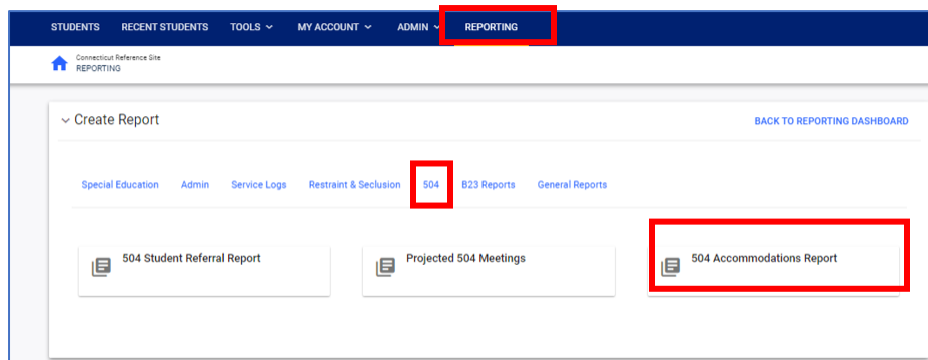 STUDENTS RECENT STUDENTS TOOLS MY ACCOUNT ADMIN REPORTING
Connecticut Reference Site
REPORTING
Create Report BACK TO REPORTING DASHBOARD
Special Education Admin Service Logs Restraint & Seclusion 504 B23 Reports General Reports
504 Student Referral Report Projected 504 Meetings 504 Accommodations Report